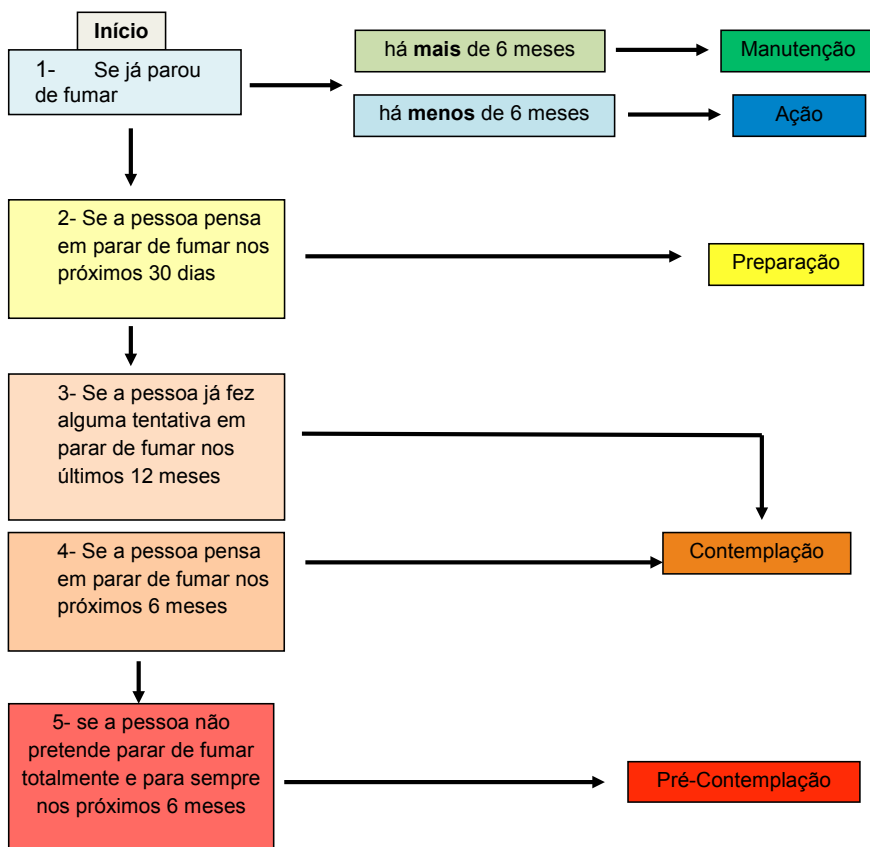 Início
1- Se já parou
de fumar
há mais de 6 meses
Manutenção
há menos de 6 meses
Ação
2- Se a pessoa pensa
em parar de fumar nos
próximos 30 dias
Preparação
3- Se a pessoa já fez
alguma tentativa em
parar de fumar nos
últimos 12 meses
4- Se a pessoa pensa
em parar de fumar nos
próximos 6 meses
Contemplação
5- se a pessoa não
pretende parar de fumar
totalmente e para sempre
nos próximos 6 meses
Pré-Contemplação